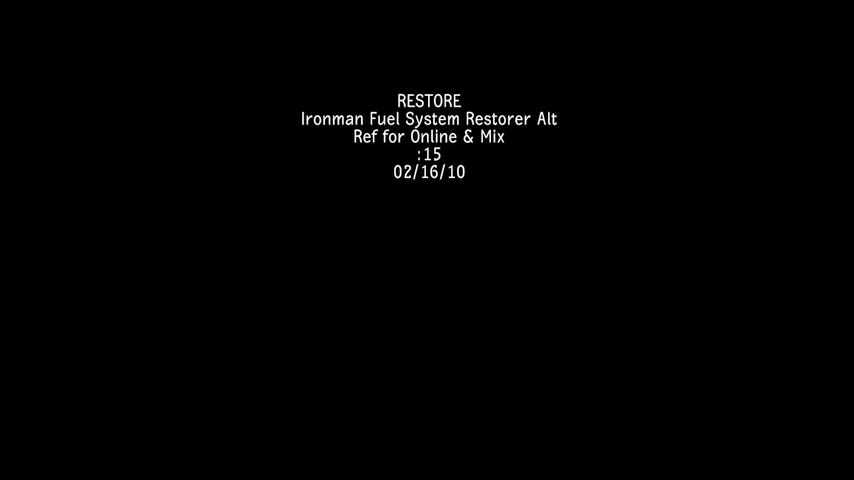 RESTORE
Ironman Fuel System Restorer Alt
Ref for Online & Mix
:15
02/16/10